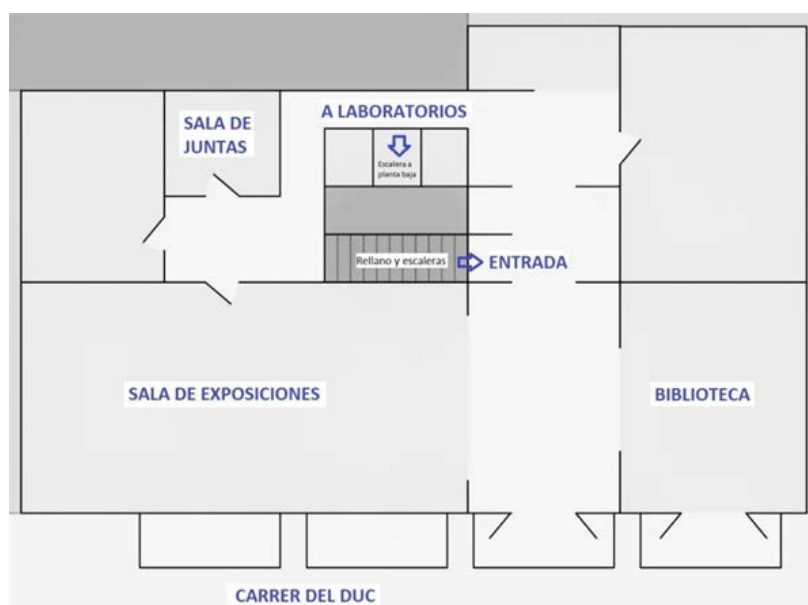 A LABORATORIOS
SALA DE
JUNTAS
Escalera a
planta baja
Rellano y escaleras
ENTRADA
SALA DE EXPOSICIONES
BIBLIOTECA
CARRER DEL DUC